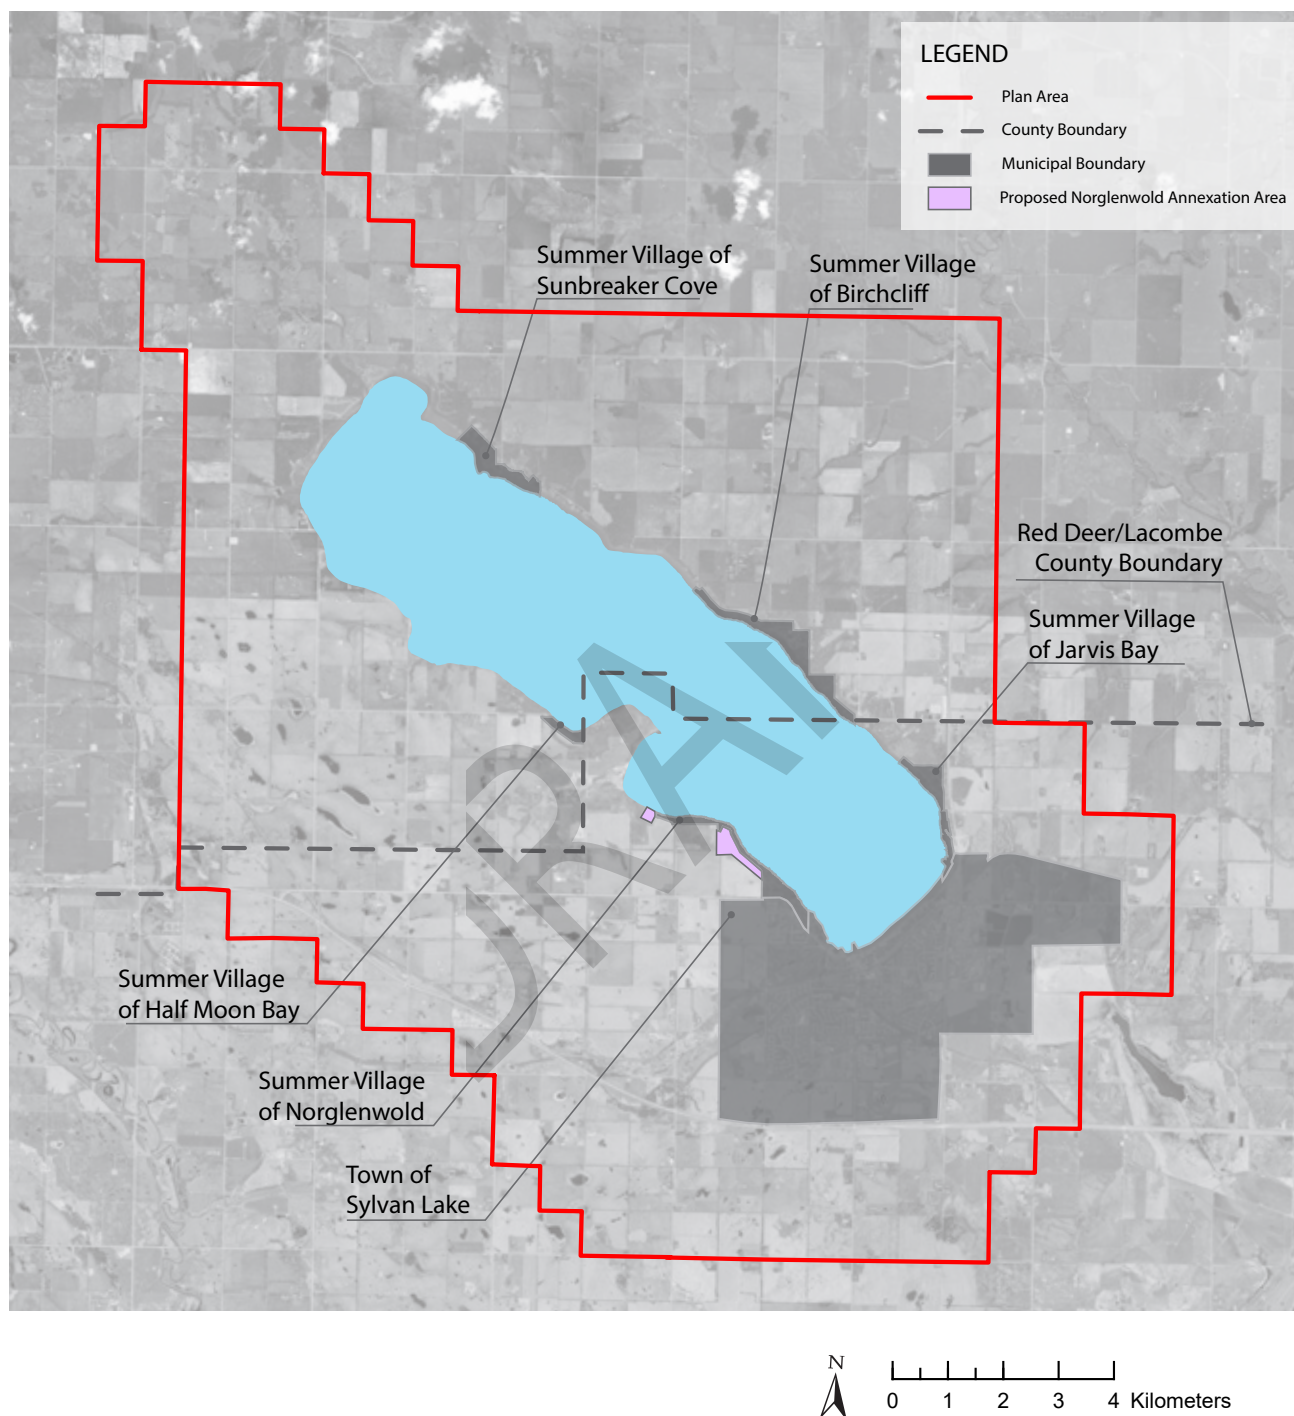 LEGEND
Plan Area
County Boundary
Municipal Boundary
Proposed Norglenwold Annexation Area
Summer Village of
Sunbreaker Cove
Summer Village
of Birchcliff
Red Deer/Lacombe
County Boundary
Summer Village
of Jarvis Bay
Summer Village
of Half Moon Bay
Summer Village
of Norglenwold
Town of
Sylvan Lake
N
0 1 2 3 4 Kilometers